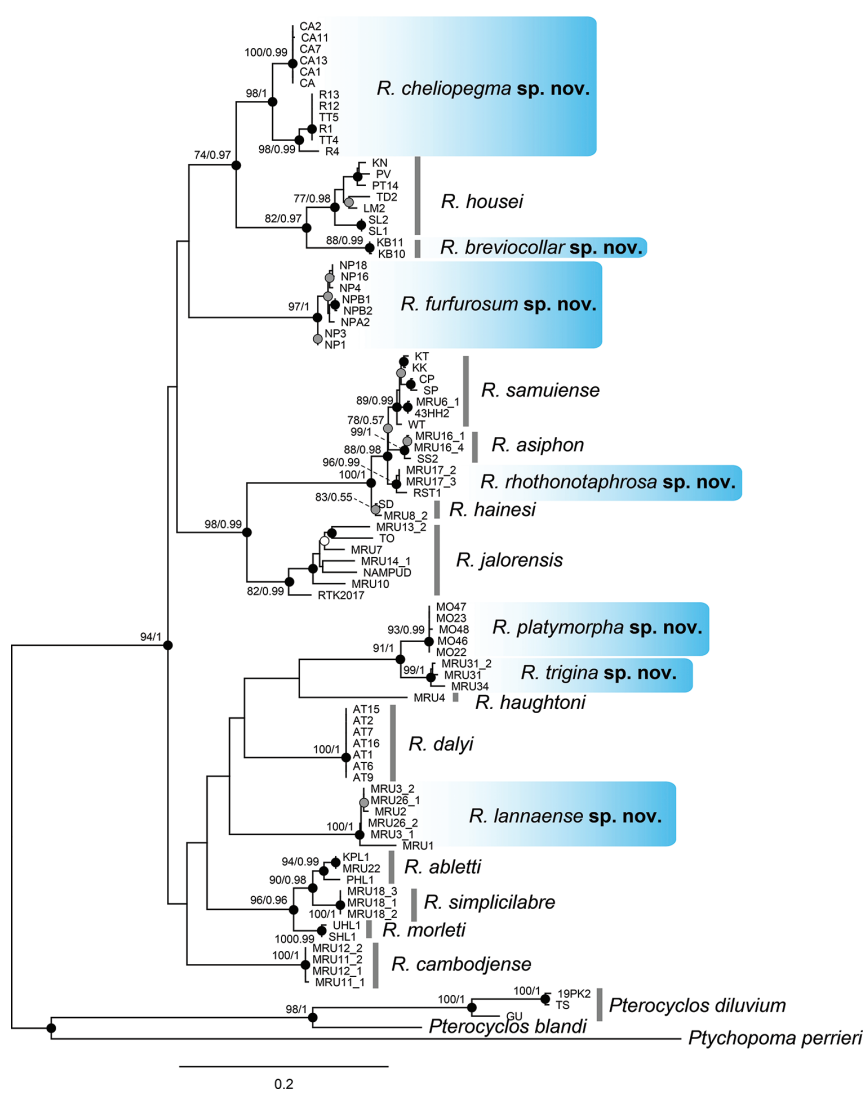 CA2
CA11
CA7
100/0.99
CA13
CA1
CA
R. cheliopegma sp. nov.
98/1
R13
R12
TT5
R1
TT4
98/0.99
R4
74/0.97
KN
PV
PT14
77/0.98
TD2
LM2
R. housei
82/0.97
SL2
SL1
88/0.99
KB11
KB10
R. breviocollar sp. nov.
NP18
NP16
NP4
NPB1
NPB2
97/1
NPA2
NP3
NP1
R. furfurosum sp. nov.
KT
KK
CP
SP
89/0.99
MRU6_1
43HH2
WT
R. samuiense
78/0.57
99/1
MRU16_1
MRU16_4
88/0.98
SS2
R. asiphon
96/0.99
MRU17_2
100/1
MRU17_3
RST1
R. rhothonotaphrosa sp. nov.
83/0.55
SD
MRU8_2
R. hainesi
98/0.99
MRU13_2
TO
MRU7
MRU14_1
NAMPUD
MRU10
82/0.99
RTK2017
R. jalorensis
94/1
MO47
MO23
93/0.99
MO48
MO46
MO22
R. platymorpha sp. nov.
91/1
MRU31_2
99/1
MRU31
MRU34
R. trigina sp. nov.
MRU4
R. haughtoni
AT15
AT2
AT7
AT16
100/1
AT1
AT6
AT9
R. dalyi
MRU3_2
MRU26_1
MRU2
MRU26_2
100/1
MRU3_1
MRU1
R. lannaense sp. nov.
94/0.99
KPL1
MRU22
90/0.98
PHL1
R. abletti
96/0.96
MRU18_3
MRU18_1
100/1
MRU18_2
R. simplicilabre
UHL1
1000.99
SHL1
R. morleti
MRU12_2
100/1
MRU11_2
MRU12_1
MRU11_1
R. cambodjense
100/1
19PK2
TS
100/1
GU
Pterocyclos diluvium
98/1
Pterocyclos blandi
Ptychopoma perrieri
0.2